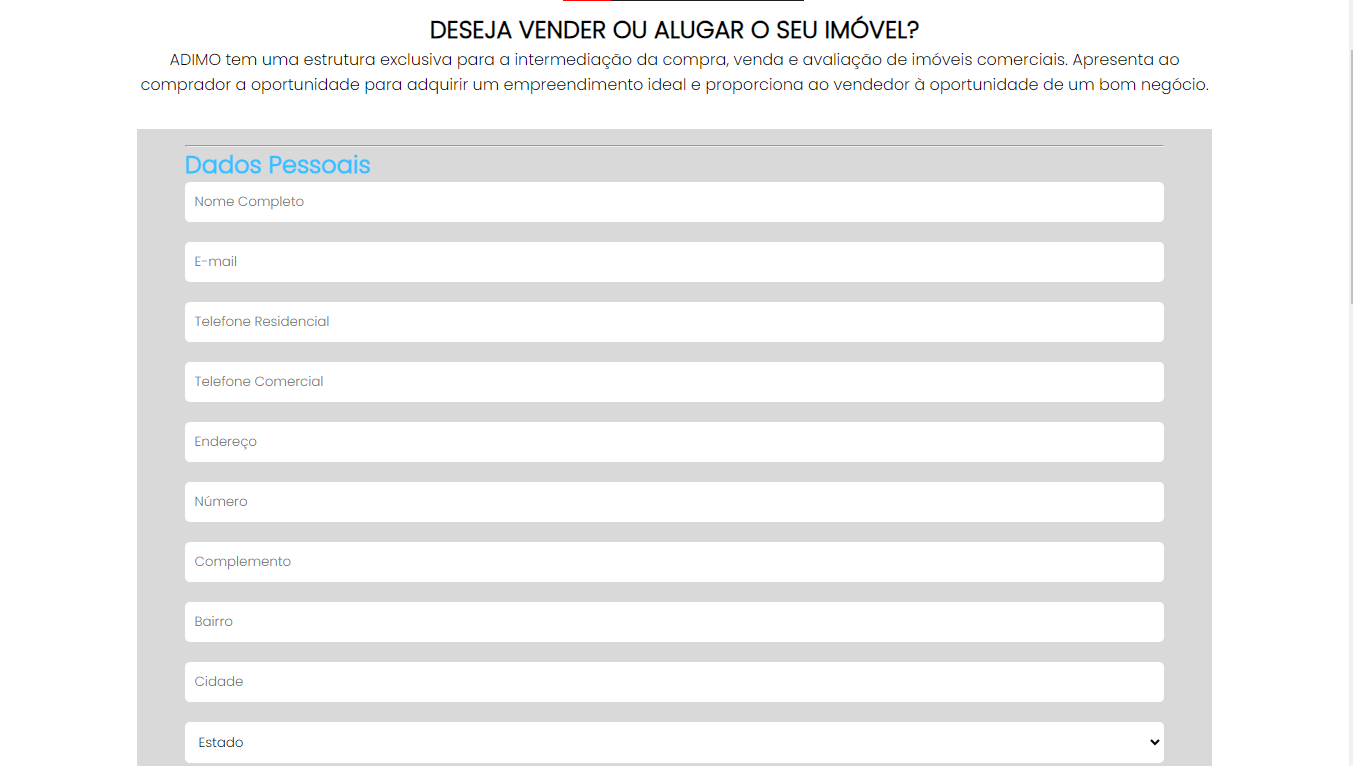 DESEJA VENDER OU ALUGAR O SEU IMÓVEL?
ADIMO tem uma estrutura exclusiva para a intermediação da compra, venda e avaliação de imóveis comerciais. Apresenta ao
comprador a oportunidade para adquirir um empreendimento ideal e proporciona ao vendedor à oportunidade de um bom negócio.
Dados Pessoais
Nome Completo
E-mail
Telefone Residencial
Telefone Comercial
Endereço
Número
Complemento
Bairro
Cidade
Estado